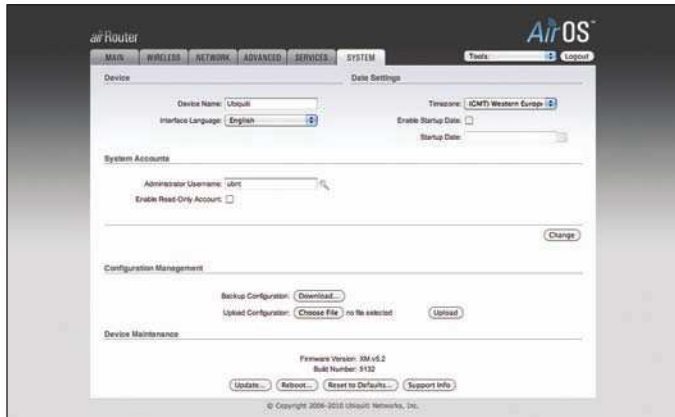 airRouter
AirOS™
MAIN WIRELESS NETWORK ADVANCED SERVICES SYSTEM
Tools: Logout
Device
Date Settings
Device Name: Ubiquiti
Timezone: (GMT) Western Europe
Interface Language: English
Enable Startup Date:
Startup Date:
System Accounts
Administrator Username: ubnt
Enable Read-Only Account:
Change
Configuration Management
Backup Configuration: Download...
Upload Configuration: Choose File no file selected Upload
Device Maintenance
Firmware Version: XM.v5.2
Build Number: 5132
Update... Reboot... Reset to Defaults... Support Info
© Copyright 2006-2010 Ubiquiti Networks, Inc.